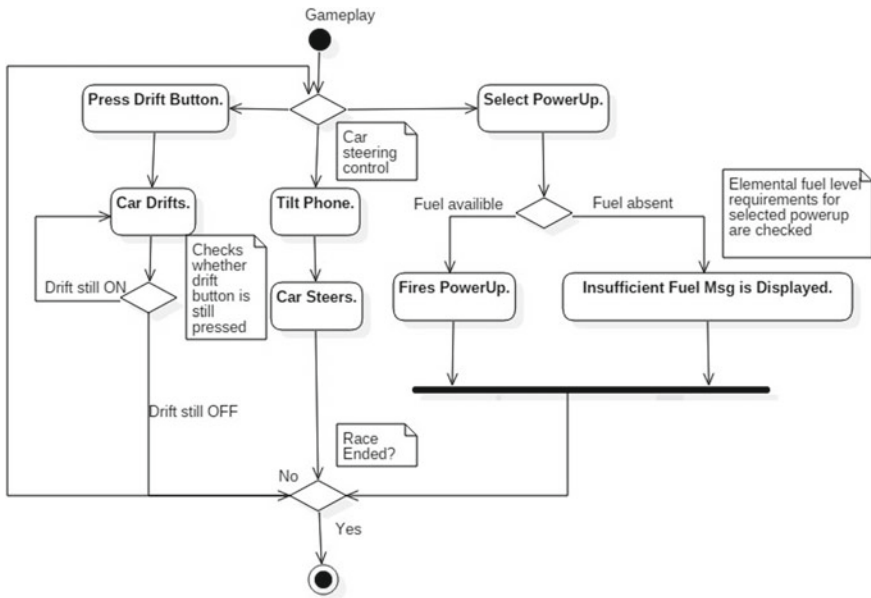 Gameplay
Press Drift Button.
Select PowerUp.
Car
steering
control
Elemental fuel level
requirements for
selected powerup
are checked
Car Drifts.
Tilt Phone.
Fuel availible
Fuel absent
Checks
whether
drift
button is
still
pressed
Drift still ON
Car Steers.
Fires PowerUp.
Insufficient Fuel Msg is Displayed.
Drift still OFF
Race
Ended?
No
Yes